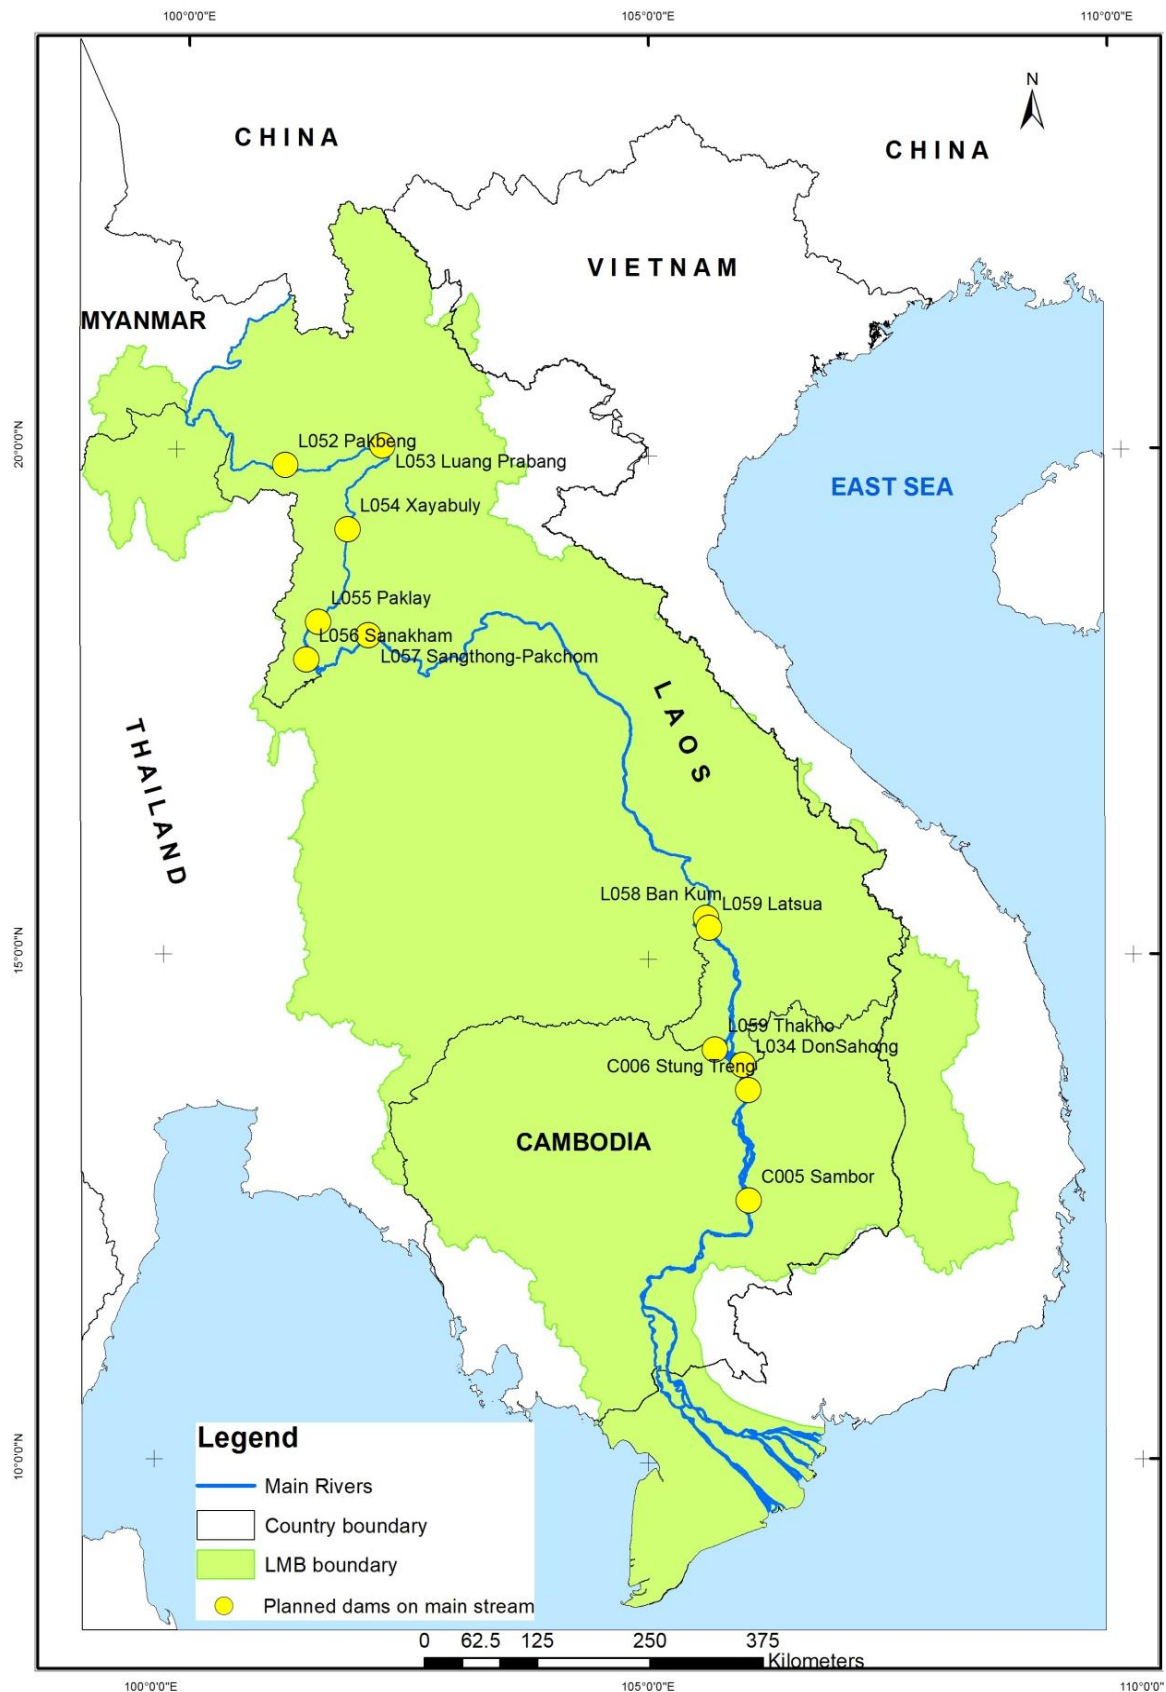 100°0'0"E 105°0'0"E 110°0'0"E
N
CHINA
CHINA
VIETNAM
MYANMAR
20°0'0"N
L052 Pakbeng
L053 Luang Prabang
EAST SEA
L054 Xayabuly
L055 Paklay
L056 Sanakham
L057 Sangthong-Pakchom
LAOS
THAILAND
L058 Ban Kum
L059 Latsua
15°0'0"N
L059 Thakho
L034 DonSahong
C006 Stung Treng
CAMBODIA
C005 Sambor
10°0'0"N
Legend
Main Rivers
Country boundary
LMB boundary
Planned dams on main stream
0 62.5 125 250 375
Kilometers
100°0'0"E 105°0'0"E 110°0'0"E